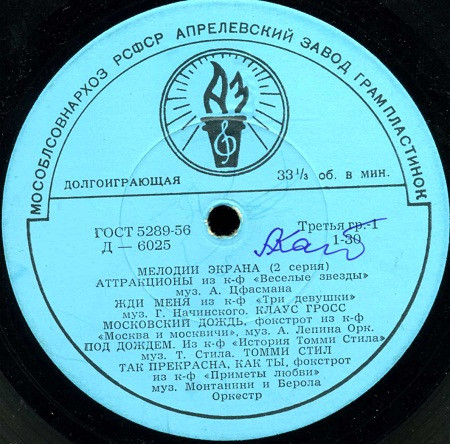 МОСОБЛСОВНАРХОЗ РСФСР АПРЕЛЕВСКИЙ ЗАВОД ГРАМПЛАСТИНОК
АЗ
ДОЛГОИГРАЮЩАЯ
33 1/3 об. в мин.
ГОСТ 5289-56
Третья гр.-1
Д — 6025
1-30
МЕЛОДИИ ЭКРАНА (2 серия)
АТТРАКЦИОНЫ из к-ф «Веселые звезды»
муз. А. Цфасмана
ЖДИ МЕНЯ из к-ф «Три девушки»
муз. Г. Начинского. КЛАУС ГРОСС
МОСКОВСКИЙ ДОЖДЬ, фокстрот из к-ф
«Москва и москвичи», муз. А. Лепина Орк.
ПОД ДОЖДЕМ. Из к-ф «История Томми Стила»
муз. Т. Стила. ТОММИ СТИЛ
ТАК ПРЕКРАСНА, КАК ТЫ, фокстрот
из к-ф «Приметы любви»
муз. Монтанини и Берола
Оркестр